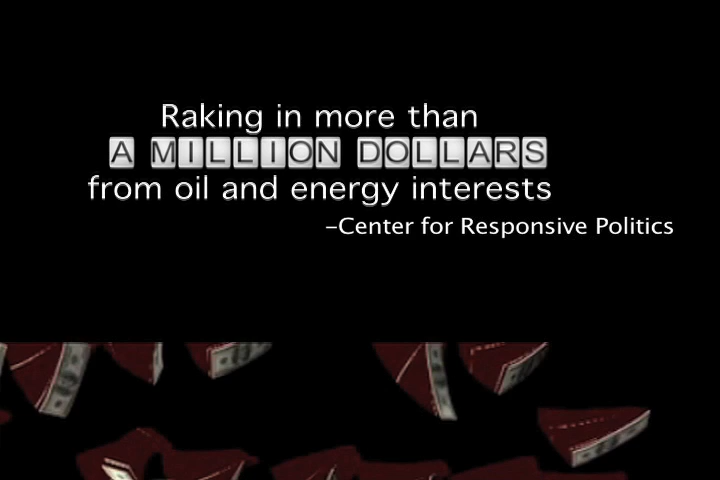 Raking in more than
A MILLION DOLLARS
from oil and energy interests
–Center for Responsive Politics